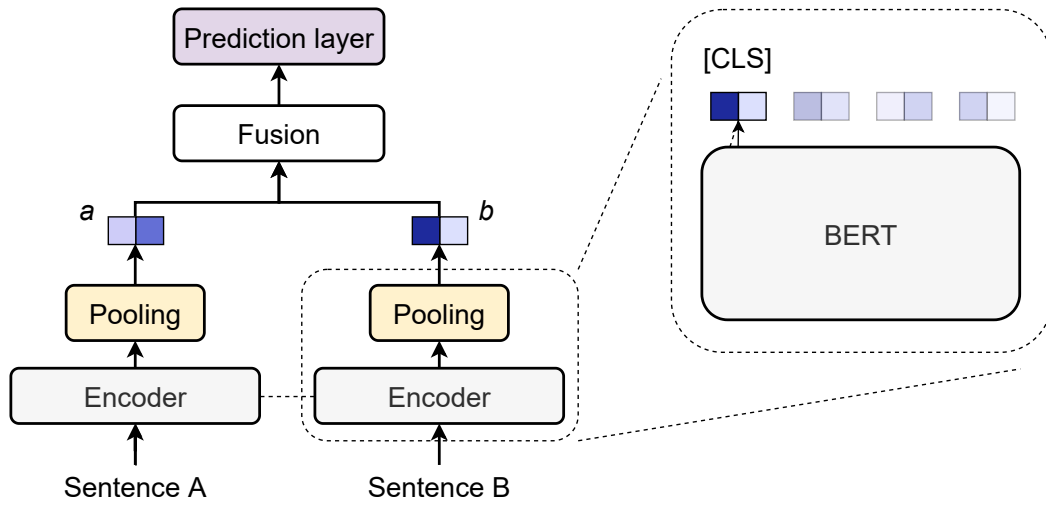 Prediction layer
Fusion
a
b
Pooling
Pooling
Encoder
Encoder
Sentence A
Sentence B
[CLS]
BERT